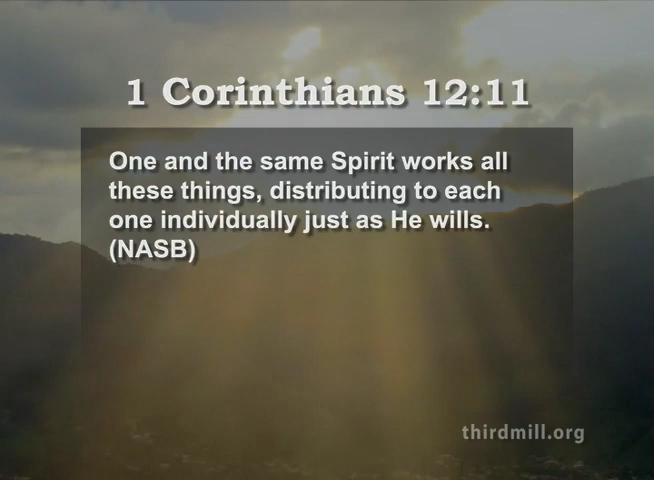 1 Corinthians 12:11
One and the same Spirit works all
these things, distributing to each
one individually just as He wills.
(NASB)
thirdmill.org